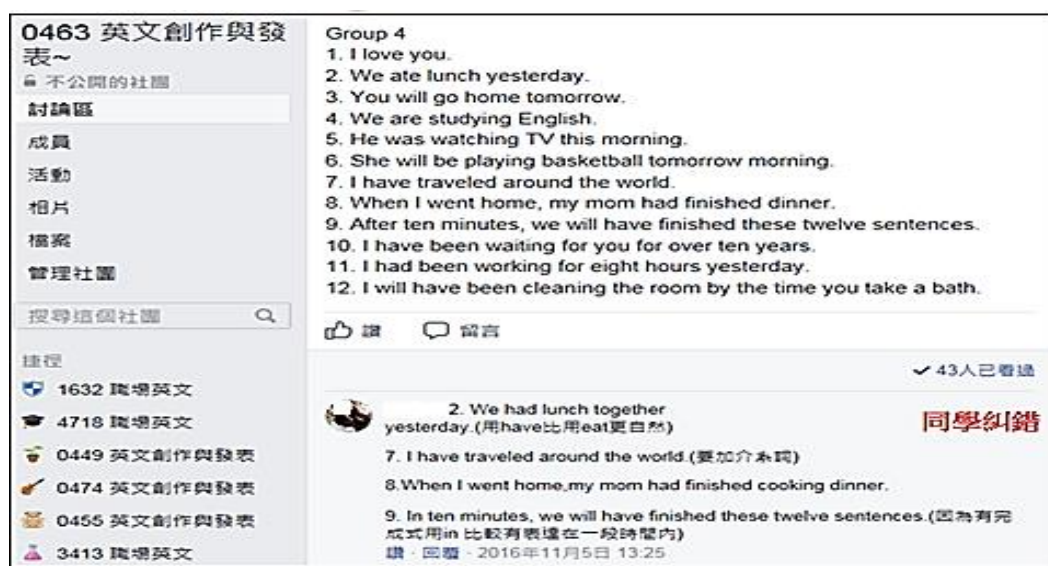 0463 英文創作與發
表~
不公開的社團
討論區
成員
活動
相片
檔案
管理社團
搜尋這個社團
捷徑
1632 職場英文
4718 職場英文
0449 英文創作與發表
0474 英文創作與發表
0455 英文創作與發表
3413 職場英文
Group 4
1. I love you.
2. We ate lunch yesterday.
3. You will go home tomorrow.
4. We are studying English.
5. He was watching TV this morning.
6. She will be playing basketball tomorrow morning.
7. I have traveled around the world.
8. When I went home, my mom had finished dinner.
9. After ten minutes, we will have finished these twelve sentences.
10. I have been waiting for you for over ten years.
11. I had been working for eight hours yesterday.
12. I will have been cleaning the room by the time you take a bath.
讚 留言
43人已看過
2. We had lunch together
yesterday.(用have比用eat更自然)
同學糾錯
7. I have traveled around the world.(要加介系詞)
8.When I went home,my mom had finished cooking dinner.
9. In ten minutes, we will have finished these twelve sentences.(因為有完
成式用in 比較有表達在一段時間內)
讚 · 回覆 · 2016年11月5日 13:25